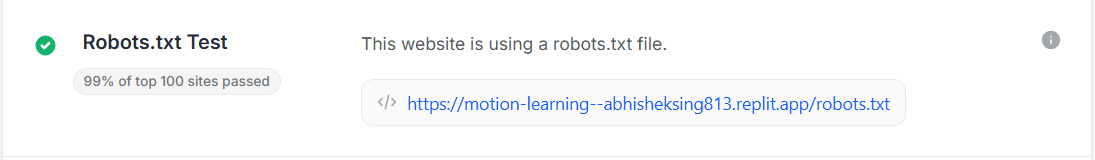 Robots.txt Test
99% of top 100 sites passed
This website is using a robots.txt file.
</> https://motion-learning--abhisheksing813.replit.app/robots.txt